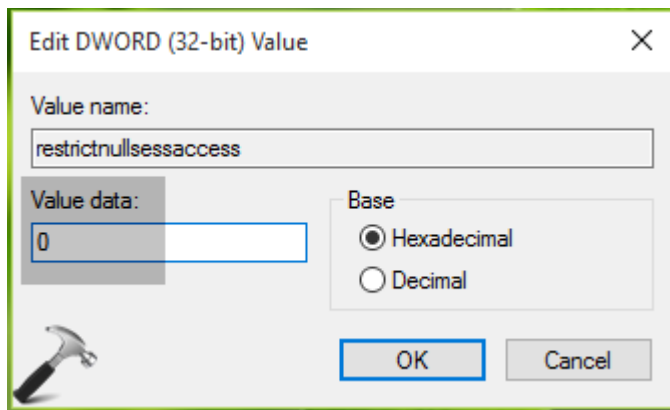 Edit DWORD (32-bit) Value
Value name:
restrictnullsessaccess
Value data:
0
Base
Hexadecimal
Decimal
OK
Cancel